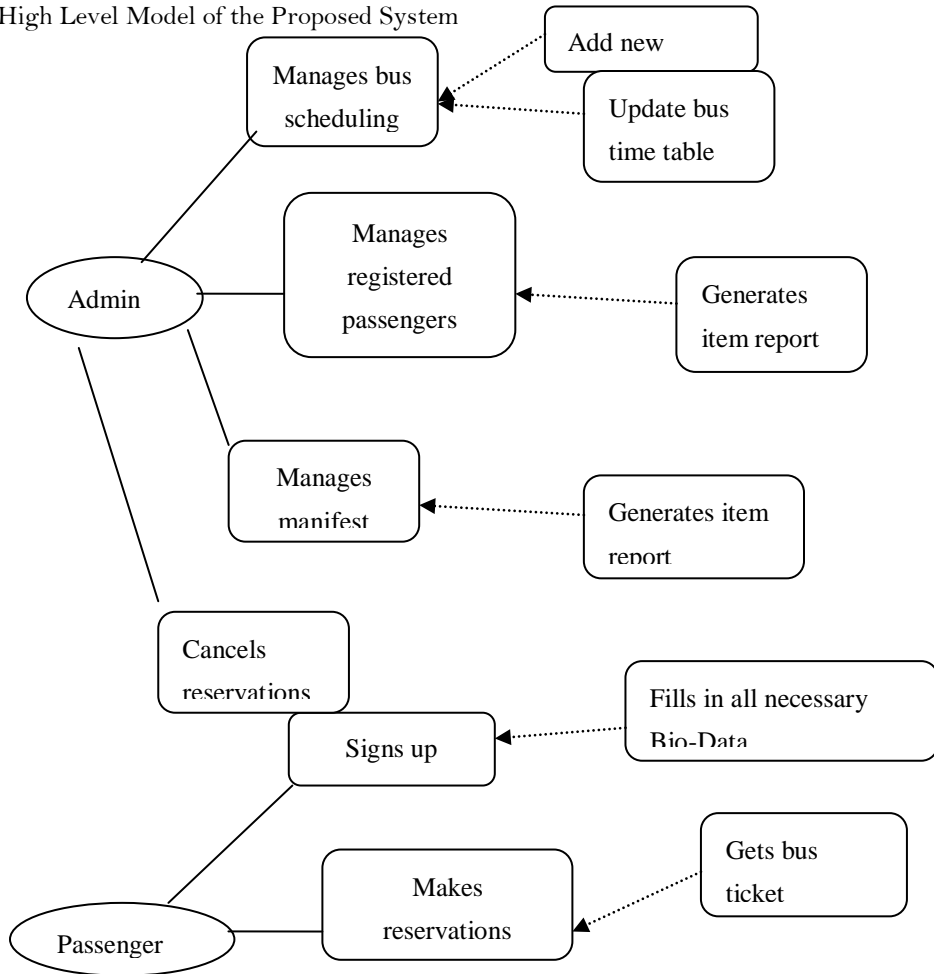 High Level Model of the Proposed System
Add new
Manages bus
scheduling
Update bus
time table
Manages
registered
passengers
Admin
Generates
item report
Manages
manifest
Generates item
report
Cancels
reservations
Fills in all necessary
Bio-Data
Signs up
Gets bus
ticket
Makes
reservations
Passenger